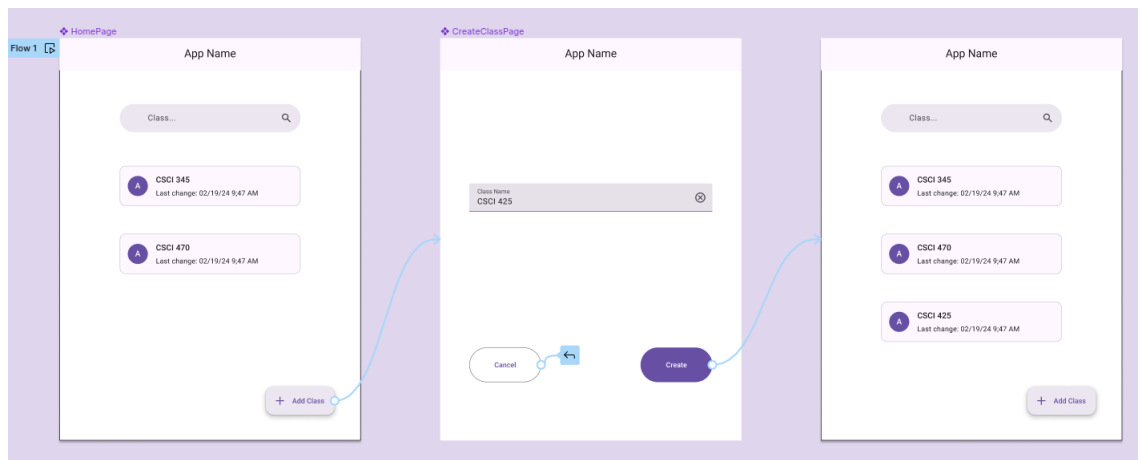 HomePage
CreateClassPage
Flow 1
App Name
App Name
App Name
Class...
Class...
CSCI 345
Last change: 02/19/24 9;47 AM
CSCI 470
Last change: 02/19/24 9;47 AM
Add Class
Class Name
CSCI 425
Cancel
Create
CSCI 345
Last change: 02/19/24 9;47 AM
CSCI 470
Last change: 02/19/24 9;47 AM
CSCI 425
Last change: 02/19/24 9;47 AM
Add Class
A
A
A
A
A